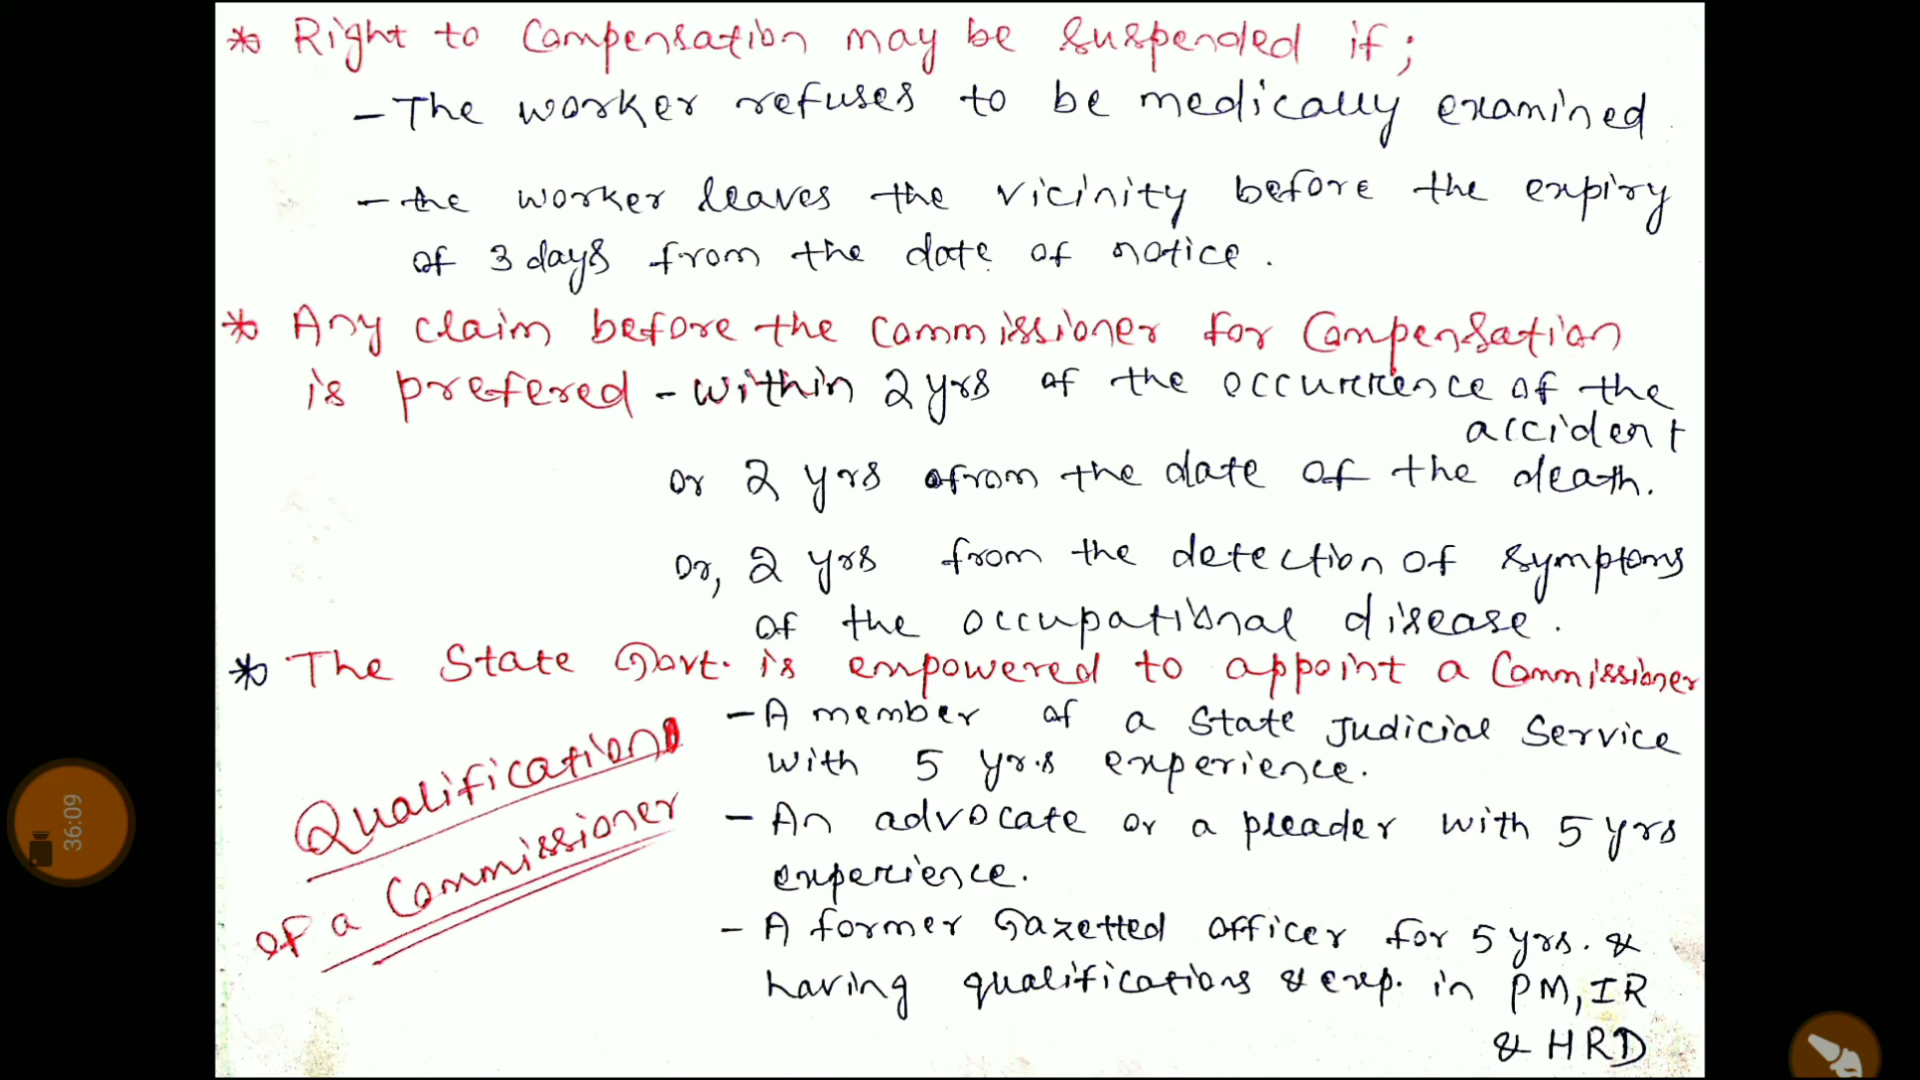 * Right to Compensation may be suspended if;
- The worker refuses to be medically examined
- the worker leaves the vicinity before the expiry
of 3 days from the date of notice.
* Any claim before the Commissioner for Compensation
is prefered - within 2 yrs of the occurrence of the
accident
or 2 yrs from the date of the death.
or, 2 yrs from the detection of symptoms
of the occupational disease.
* The State Govt. is empowered to appoint a Commissioner
- A member of a State Judicial Service
with 5 yrs experience.
- An advocate or a pleader with 5 yrs
experience.
- A former Gazetted officer for 5 yrs. &
having qualifications & exp. in PM, IR
& HRD
Qualifications
of a Commissioner
36:09